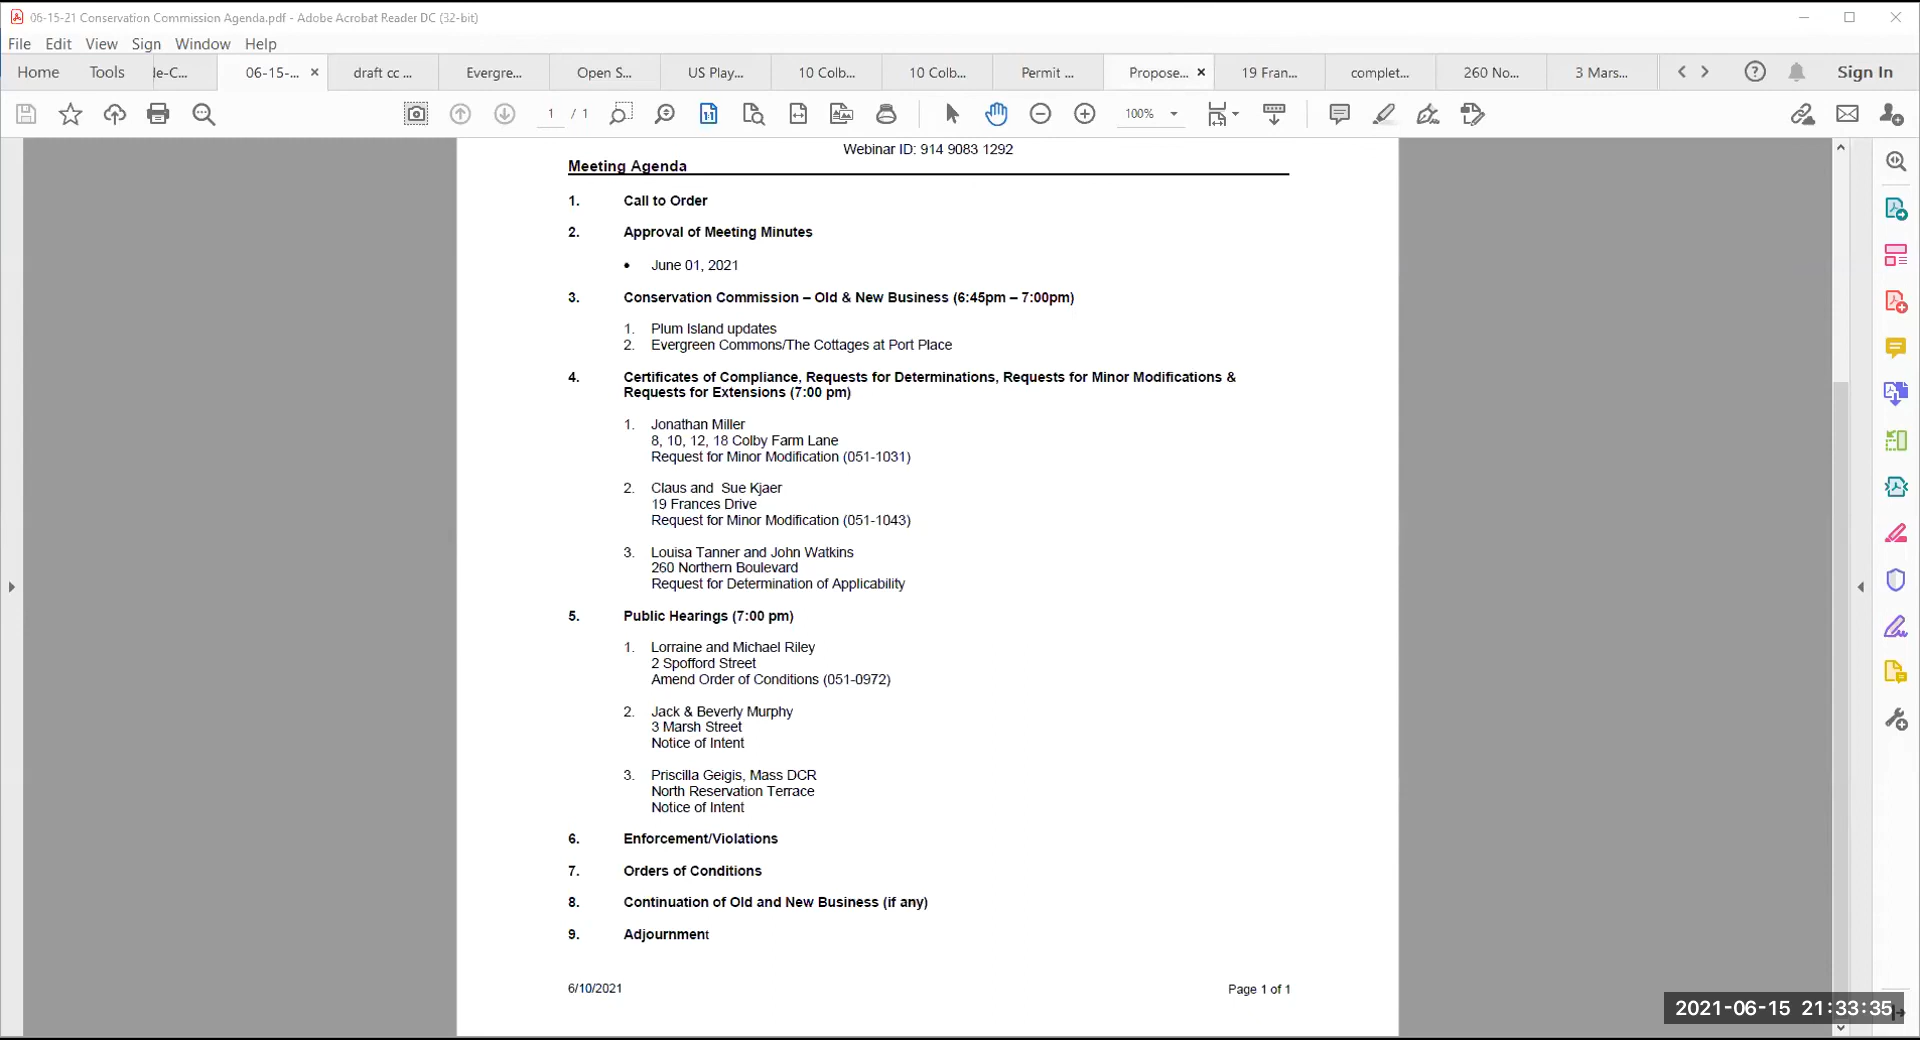 06-15-21 Conservation Commission Agenda.pdf - Adobe Acrobat Reader DC (32-bit)
File Edit View Sign Window Help
Home Tools le-C... 06-15-... draft cc ... Evergre... Open S... US Play... 10 Colb... 10 Colb... Permit ... Propose... 19 Fran... complet... 260 No... 3 Mars... Sign In
1 / 1 100%
Webinar ID: 914 9083 1292
Meeting Agenda
1. Call to Order
2. Approval of Meeting Minutes
• June 01, 2021
3. Conservation Commission – Old & New Business (6:45pm – 7:00pm)
1. Plum Island updates
2. Evergreen Commons/The Cottages at Port Place
4. Certificates of Compliance, Requests for Determinations, Requests for Minor Modifications &
Requests for Extensions (7:00 pm)
1. Jonathan Miller
8, 10, 12, 18 Colby Farm Lane
Request for Minor Modification (051-1031)
2. Claus and Sue Kjaer
19 Frances Drive
Request for Minor Modification (051-1043)
3. Louisa Tanner and John Watkins
260 Northern Boulevard
Request for Determination of Applicability
5. Public Hearings (7:00 pm)
1. Lorraine and Michael Riley
2 Spofford Street
Amend Order of Conditions (051-0972)
2. Jack & Beverly Murphy
3 Marsh Street
Notice of Intent
3. Priscilla Geigis, Mass DCR
North Reservation Terrace
Notice of Intent
6. Enforcement/Violations
7. Orders of Conditions
8. Continuation of Old and New Business (if any)
9. Adjournment
6/10/2021 Page 1 of 1
2021-06-15 21:33:35